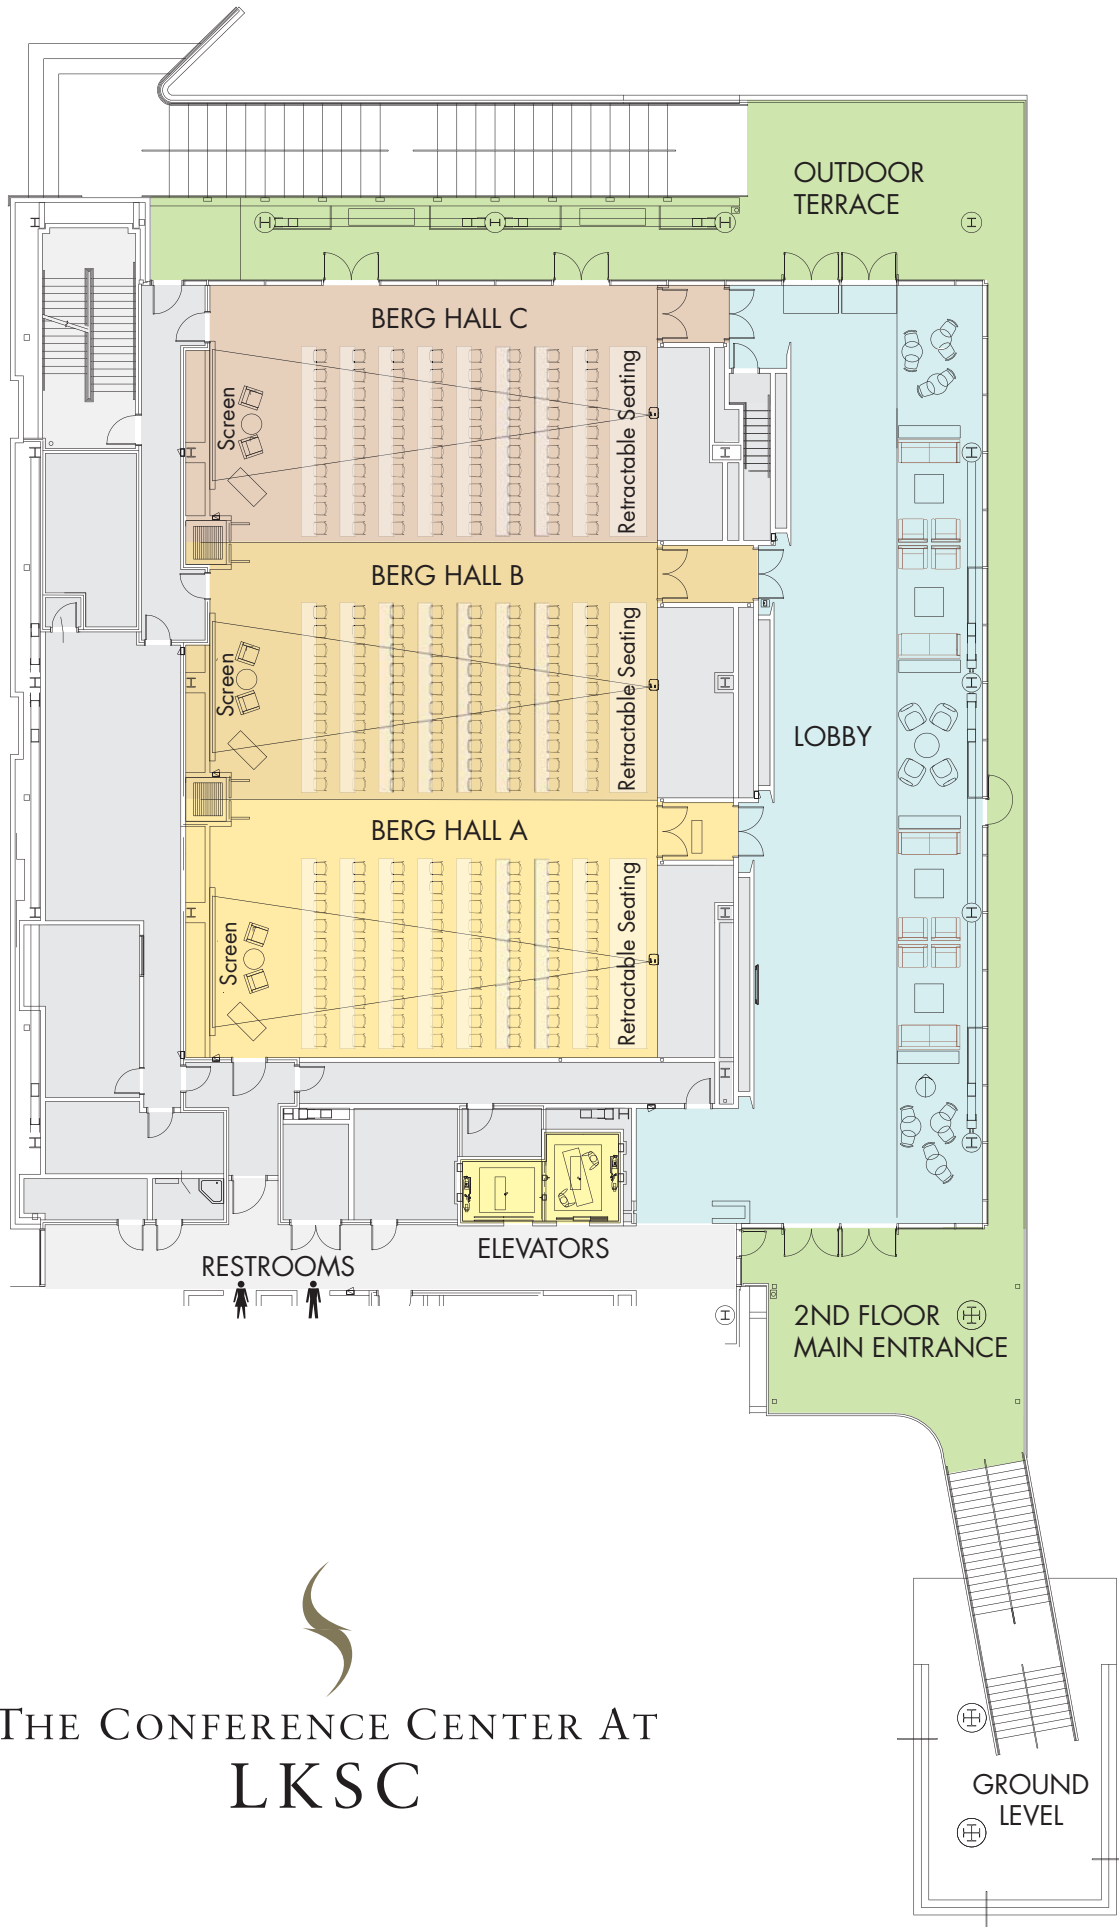 OUTDOOR
TERRACE
BERG HALL C
Screen
Retractable Seating
BERG HALL B
Screen
Retractable Seating
LOBBY
BERG HALL A
Screen
Retractable Seating
ELEVATORS
RESTROOMS
2ND FLOOR
MAIN ENTRANCE
THE CONFERENCE CENTER AT
LKSC
GROUND
LEVEL